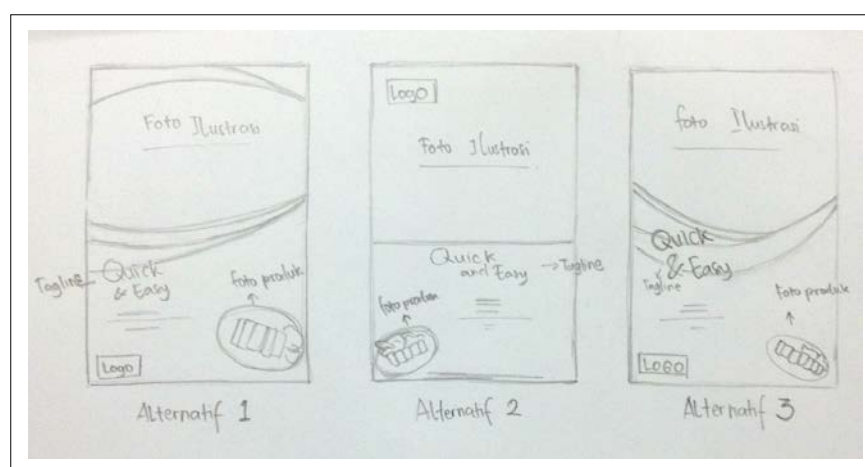 Foto Ilustrasi
Tagline
Quick
& Easy
foto produk
Logo
Alternatif 1
Logo
Foto Ilustrasi
Quick
and Easy
Tagline
foto produk
Alternatif 2
foto Ilustrasi
Quick
& Easy
Tagline
foto produk
LOGO
Alternatif 3